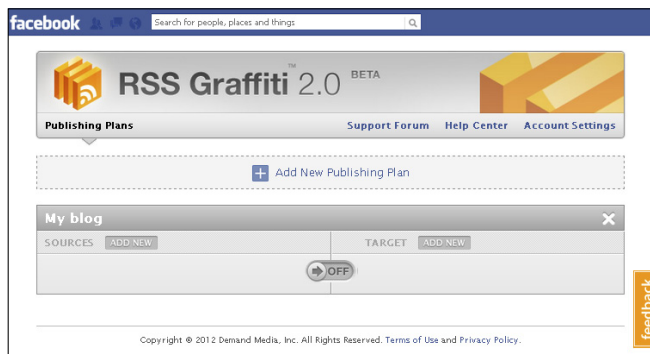 facebook Search for people, places and things
RSS Graffiti™ 2.0 BETA
Publishing Plans Support Forum Help Center Account Settings
Add New Publishing Plan
My blog
SOURCES ADD NEW TARGET ADD NEW
OFF
feedback
Copyright © 2012 Demand Media, Inc. All Rights Reserved. Terms of Use and Privacy Policy.